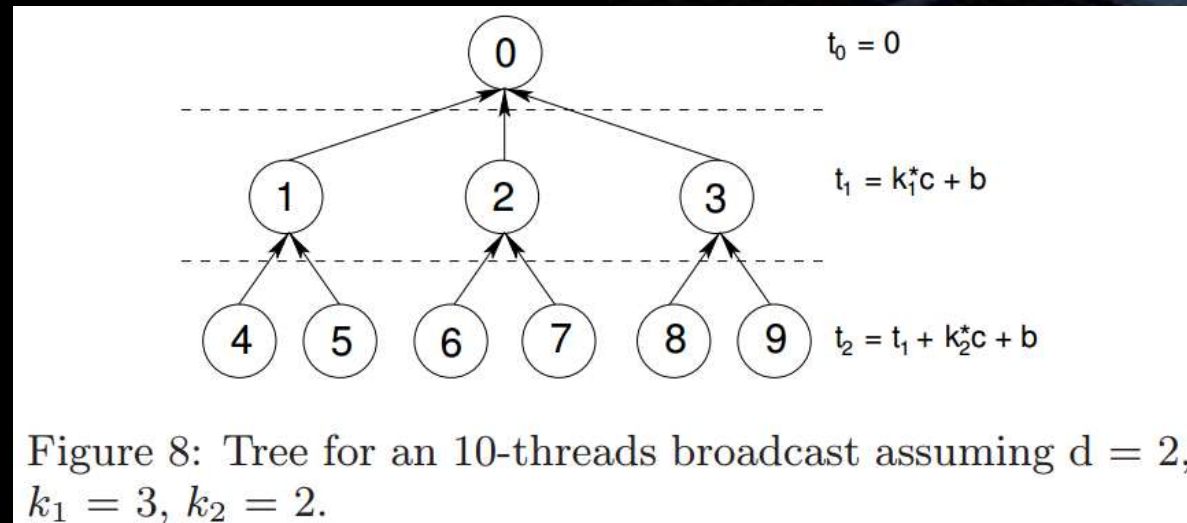 0
t₀ = 0
1 2 3
t₁ = k₁*c + b
4 5 6 7 8 9
t₂ = t₁ + k₂*c + b
Figure 8: Tree for an 10-threads broadcast assuming d = 2,
k₁ = 3, k₂ = 2.